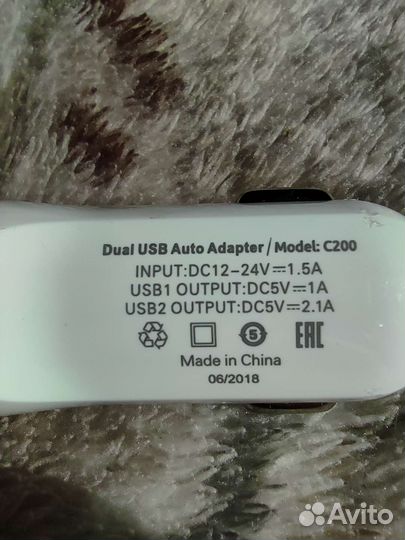 Dual USB Auto Adapter / Model: C200
INPUT:DC12-24V⎓1.5A
USB1 OUTPUT:DC5V⎓1A
USB2 OUTPUT:DC5V⎓2.1A
5 EAC
Made in China
06/2018
Avito